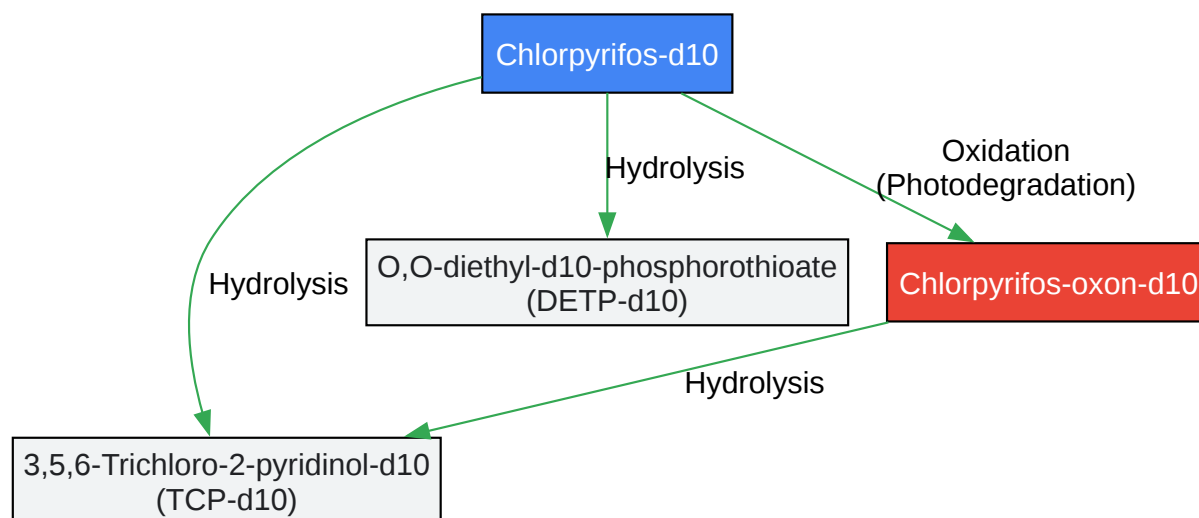 Chlorpyrifos-d10
Oxidation
(Photodegradation)
Hydrolysis
O,O-diethyl-d10-phosphorothioate
(DETP-d10)
Chlorpyrifos-oxon-d10
Hydrolysis
Hydrolysis
3,5,6-Trichloro-2-pyridinol-d10
(TCP-d10)